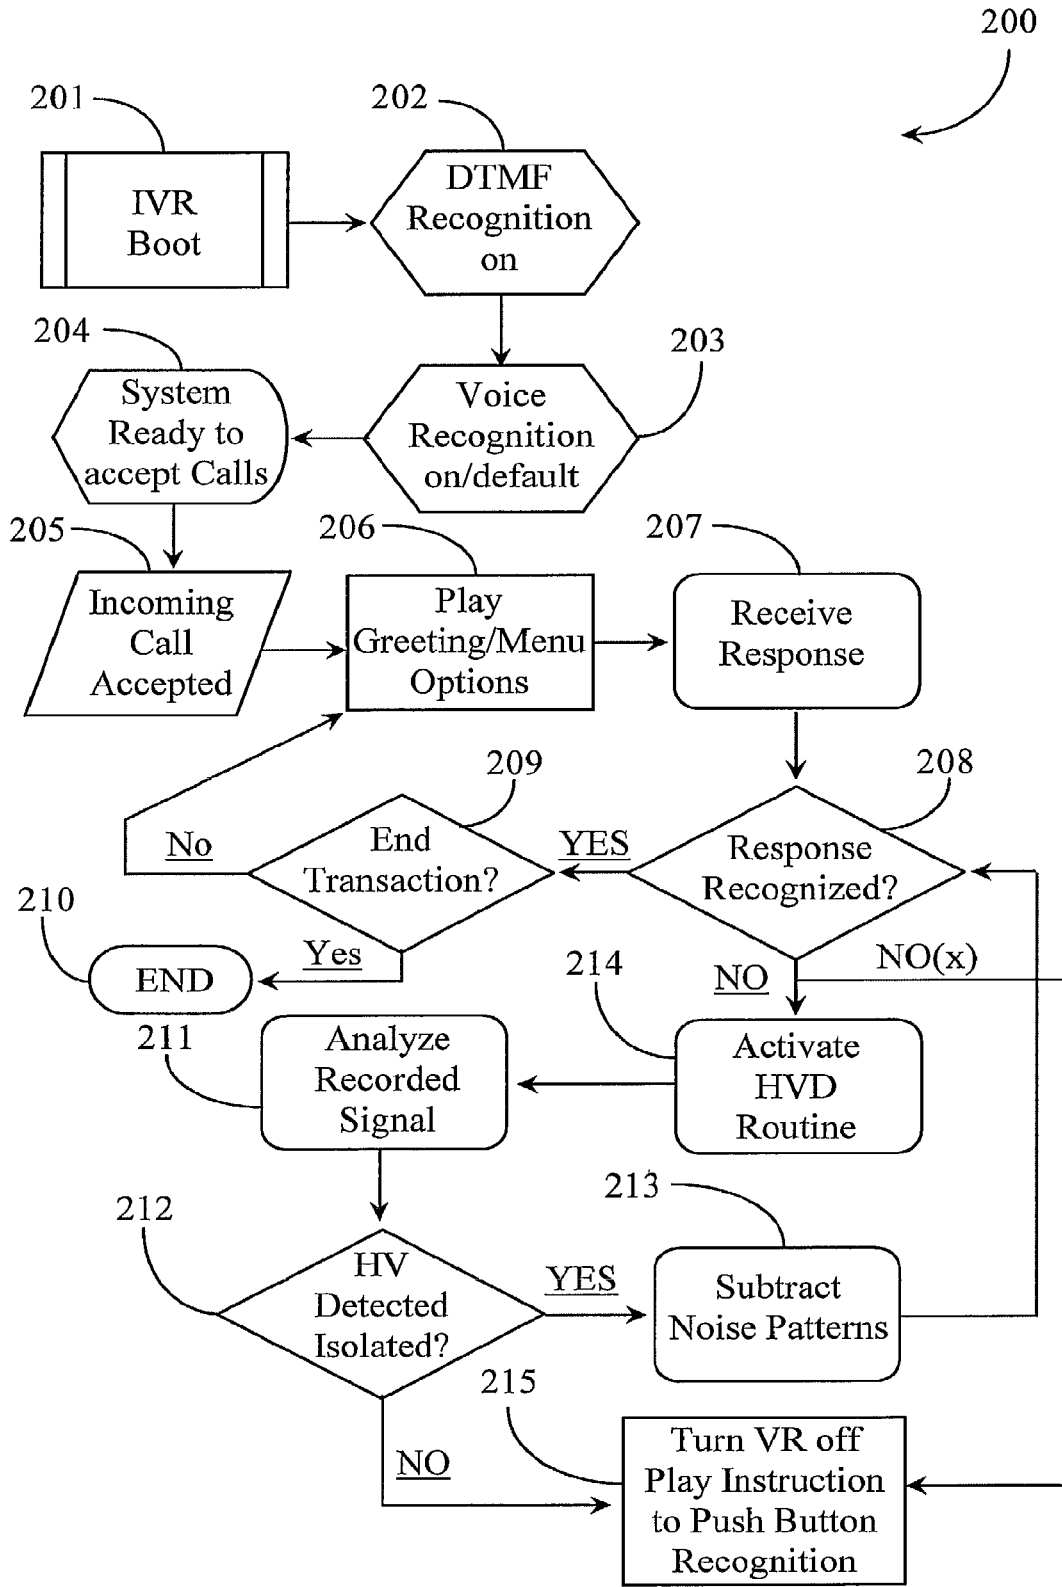 200
201
202
IVR
Boot
DTMF
Recognition
on
204
203
System
Ready to
accept Calls
Voice
Recognition
on/default
205
206
207
Incoming
Call
Accepted
Play
Greeting/Menu
Options
Receive
Response
209
208
No
End
Transaction?
YES
Response
Recognized?
210
Yes
END
214
NO
NO(x)
211
Analyze
Recorded
Signal
Activate
HVD
Routine
212
213
HV
Detected
Isolated?
YES
Subtract
Noise Patterns
215
NO
Turn VR off
Play Instruction
to Push Button
Recognition